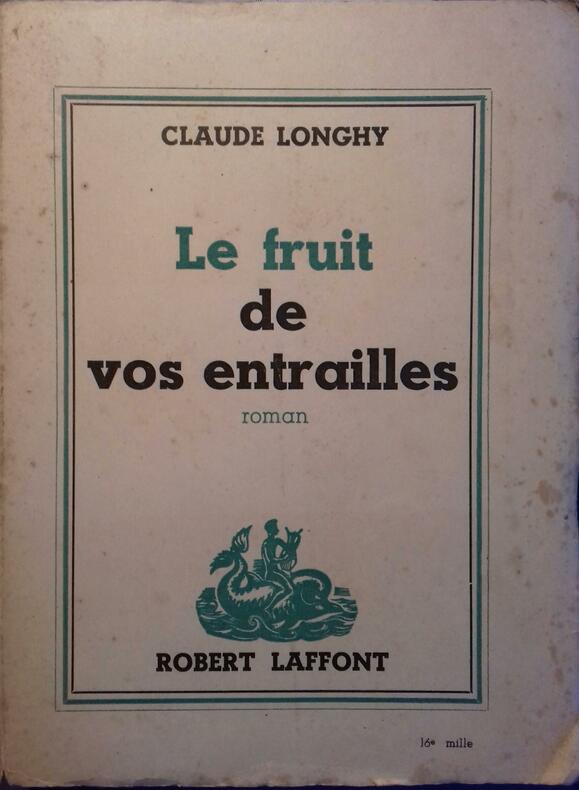 CLAUDE LONGHY
Le fruit
de
vos entrailles
roman
ROBERT LAFFONT
16e mille